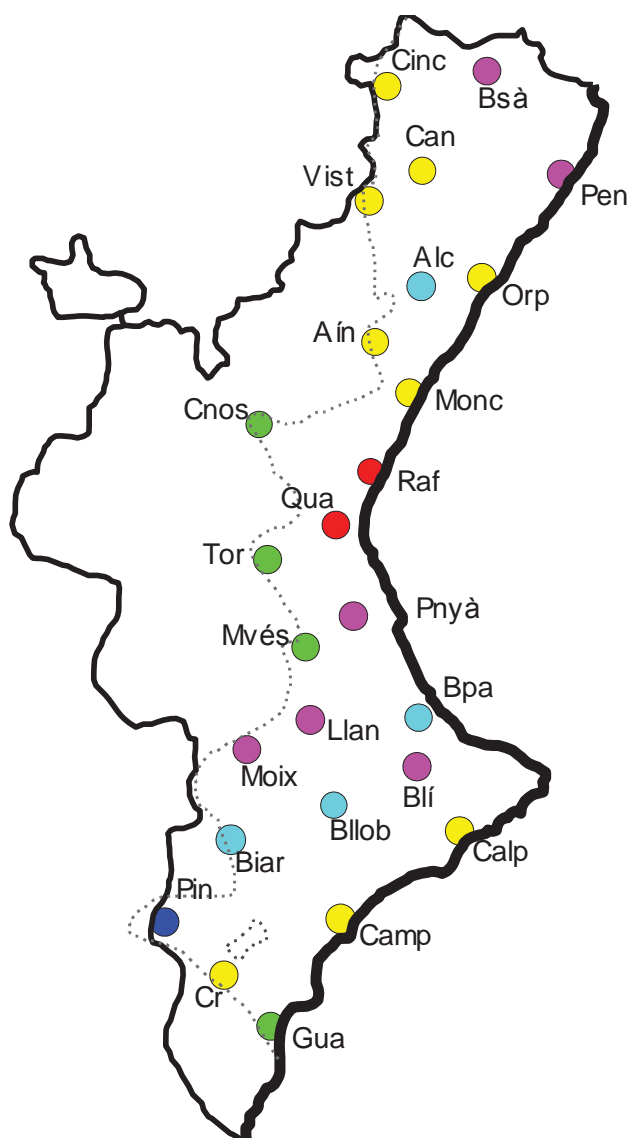 Cinc
Bsà
Can
Vist
Pen
Alc
Orp
Aín
Monc
Cnos
Raf
Qua
Tor
Pnyà
Mvés
Bpa
Llan
Moix
Blí
Bllob
Calp
Biar
Pin
Camp
Cr
Gua